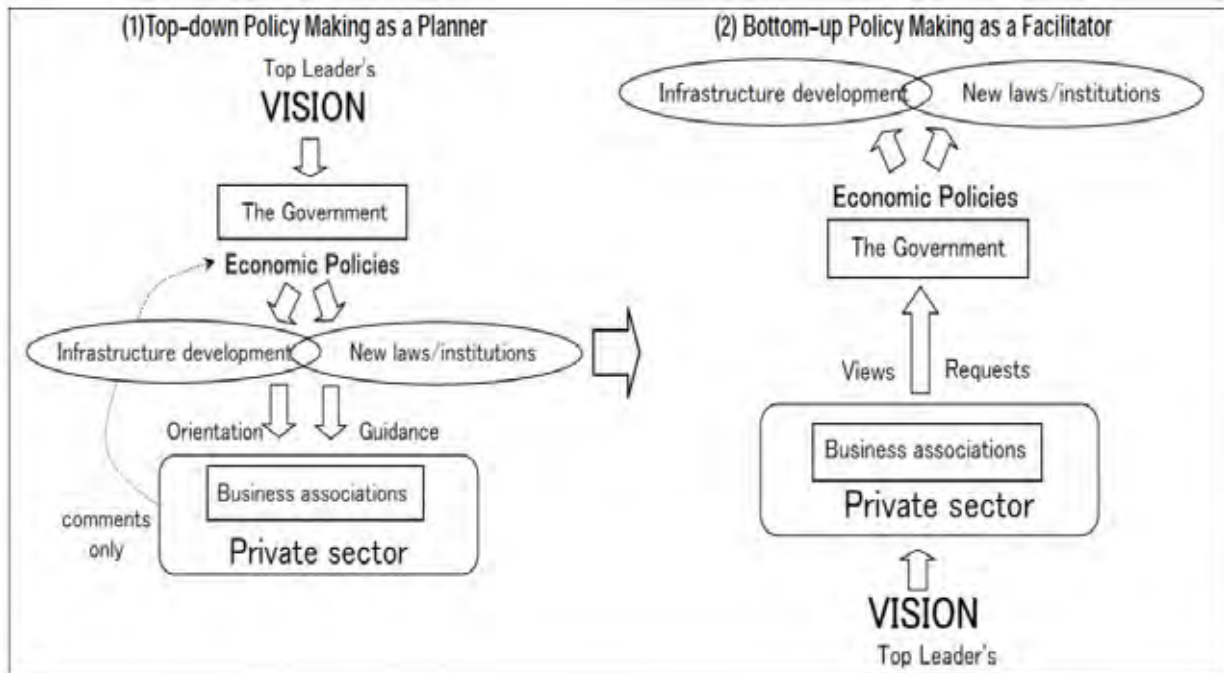 (1)Top-down Policy Making as a Planner
Top Leader's
VISION
The Government
Economic Policies
Infrastructure development
New laws/institutions
Orientation
Guidance
Business associations
Private sector
comments
only
(2) Bottom-up Policy Making as a Facilitator
Infrastructure development
New laws/institutions
Economic Policies
The Government
Views
Requests
Business associations
Private sector
VISION
Top Leader's